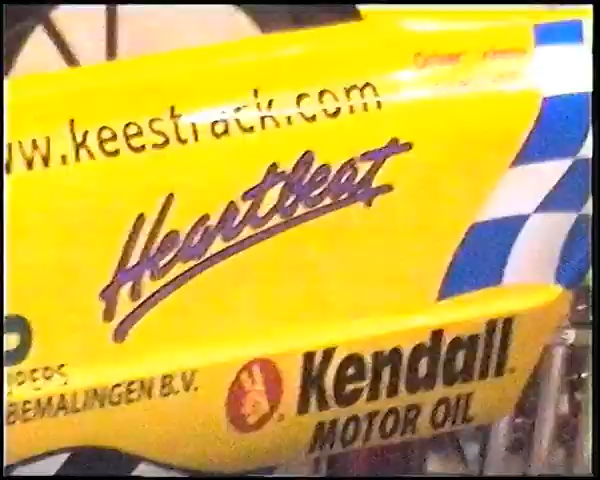 ww.keestrack.com
Heartbeat
BEMALINGEN B.V.
Kendall
MOTOR OIL